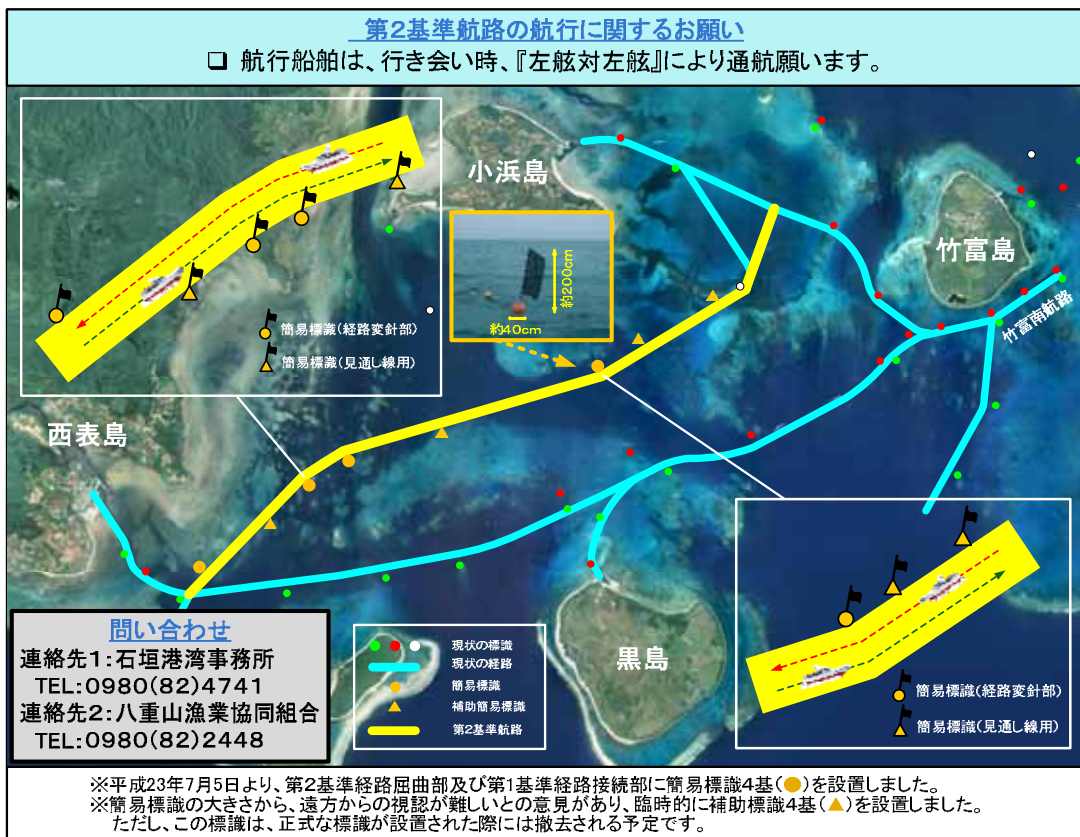 第2基準航路の航行に関するお願い
❑ 航行船舶は、行き会い時、『左舷対左舷』により通航願います。
小浜島
竹富島
約200cm
約40cm
竹富南航路
簡易標識(経路変針部)
簡易標識(見通し線用)
西表島
黒島
問い合わせ
連絡先1:石垣港湾事務所
TEL:0980(82)4741
連絡先2:八重山漁業協同組合
TEL:0980(82)2448
現状の標識
現状の経路
簡易標識
補助簡易標識
第2基準航路
簡易標識(経路変針部)
簡易標識(見通し線用)
※平成23年7月5日より、第2基準経路屈曲部及び第1基準経路接続部に簡易標識4基(●)を設置しました。
※簡易標識の大きさから、遠方からの視認が難しいとの意見があり、臨時的に補助標識4基(▲)を設置しました。
ただし、この標識は、正式な標識が設置された際には撤去される予定です。